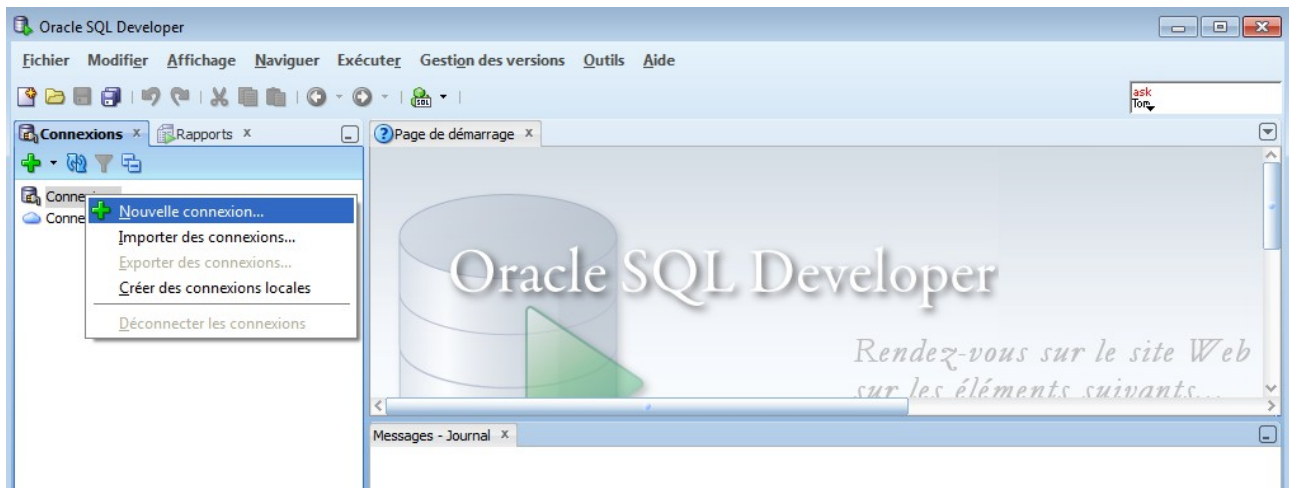 Oracle SQL Developer
Fichier Modifier Affichage Naviguer Exécuter Gestion des versions Outils Aide
SQL
ask
Tom
Connexions x Rapports x
Page de démarrage x
Nouvelle connexion...
Importer des connexions...
Exporter des connexions...
Créer des connexions locales
Déconnecter les connexions
Oracle SQL Developer
Rendez-vous sur le site Web
sur les éléments suivants...
Messages - Journal x